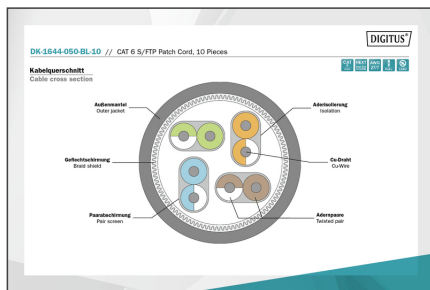 DIGITUS®
DK-1644-050-BL-10 // CAT 6 S/FTP Patch Cord, 10 Pieces
Kabelquerschnitt
Cable cross section
Außenmantel
Outer jacket
Aderisolierung
Isolation
Geflechtschirmung
Braid shield
Cu-Draht
Cu-Wire
Paarabschirmung
Pair screen
Adernpaare
Twisted pair